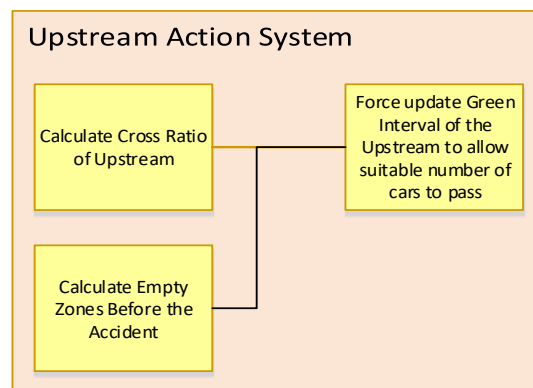 Upstream Action System
Calculate Cross Ratio
of Upstream
Force update Green
Interval of the
Upstream to allow
suitable number of
cars to pass
Calculate Empty
Zones Before the
Accident